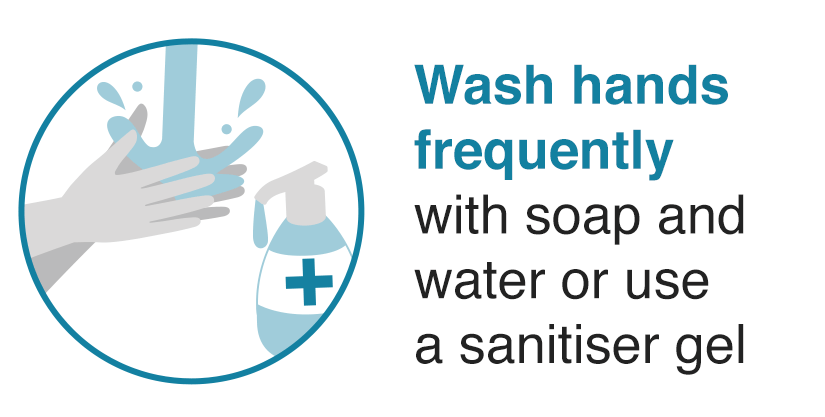 Wash hands
frequently
with soap and
water or use
a sanitiser gel